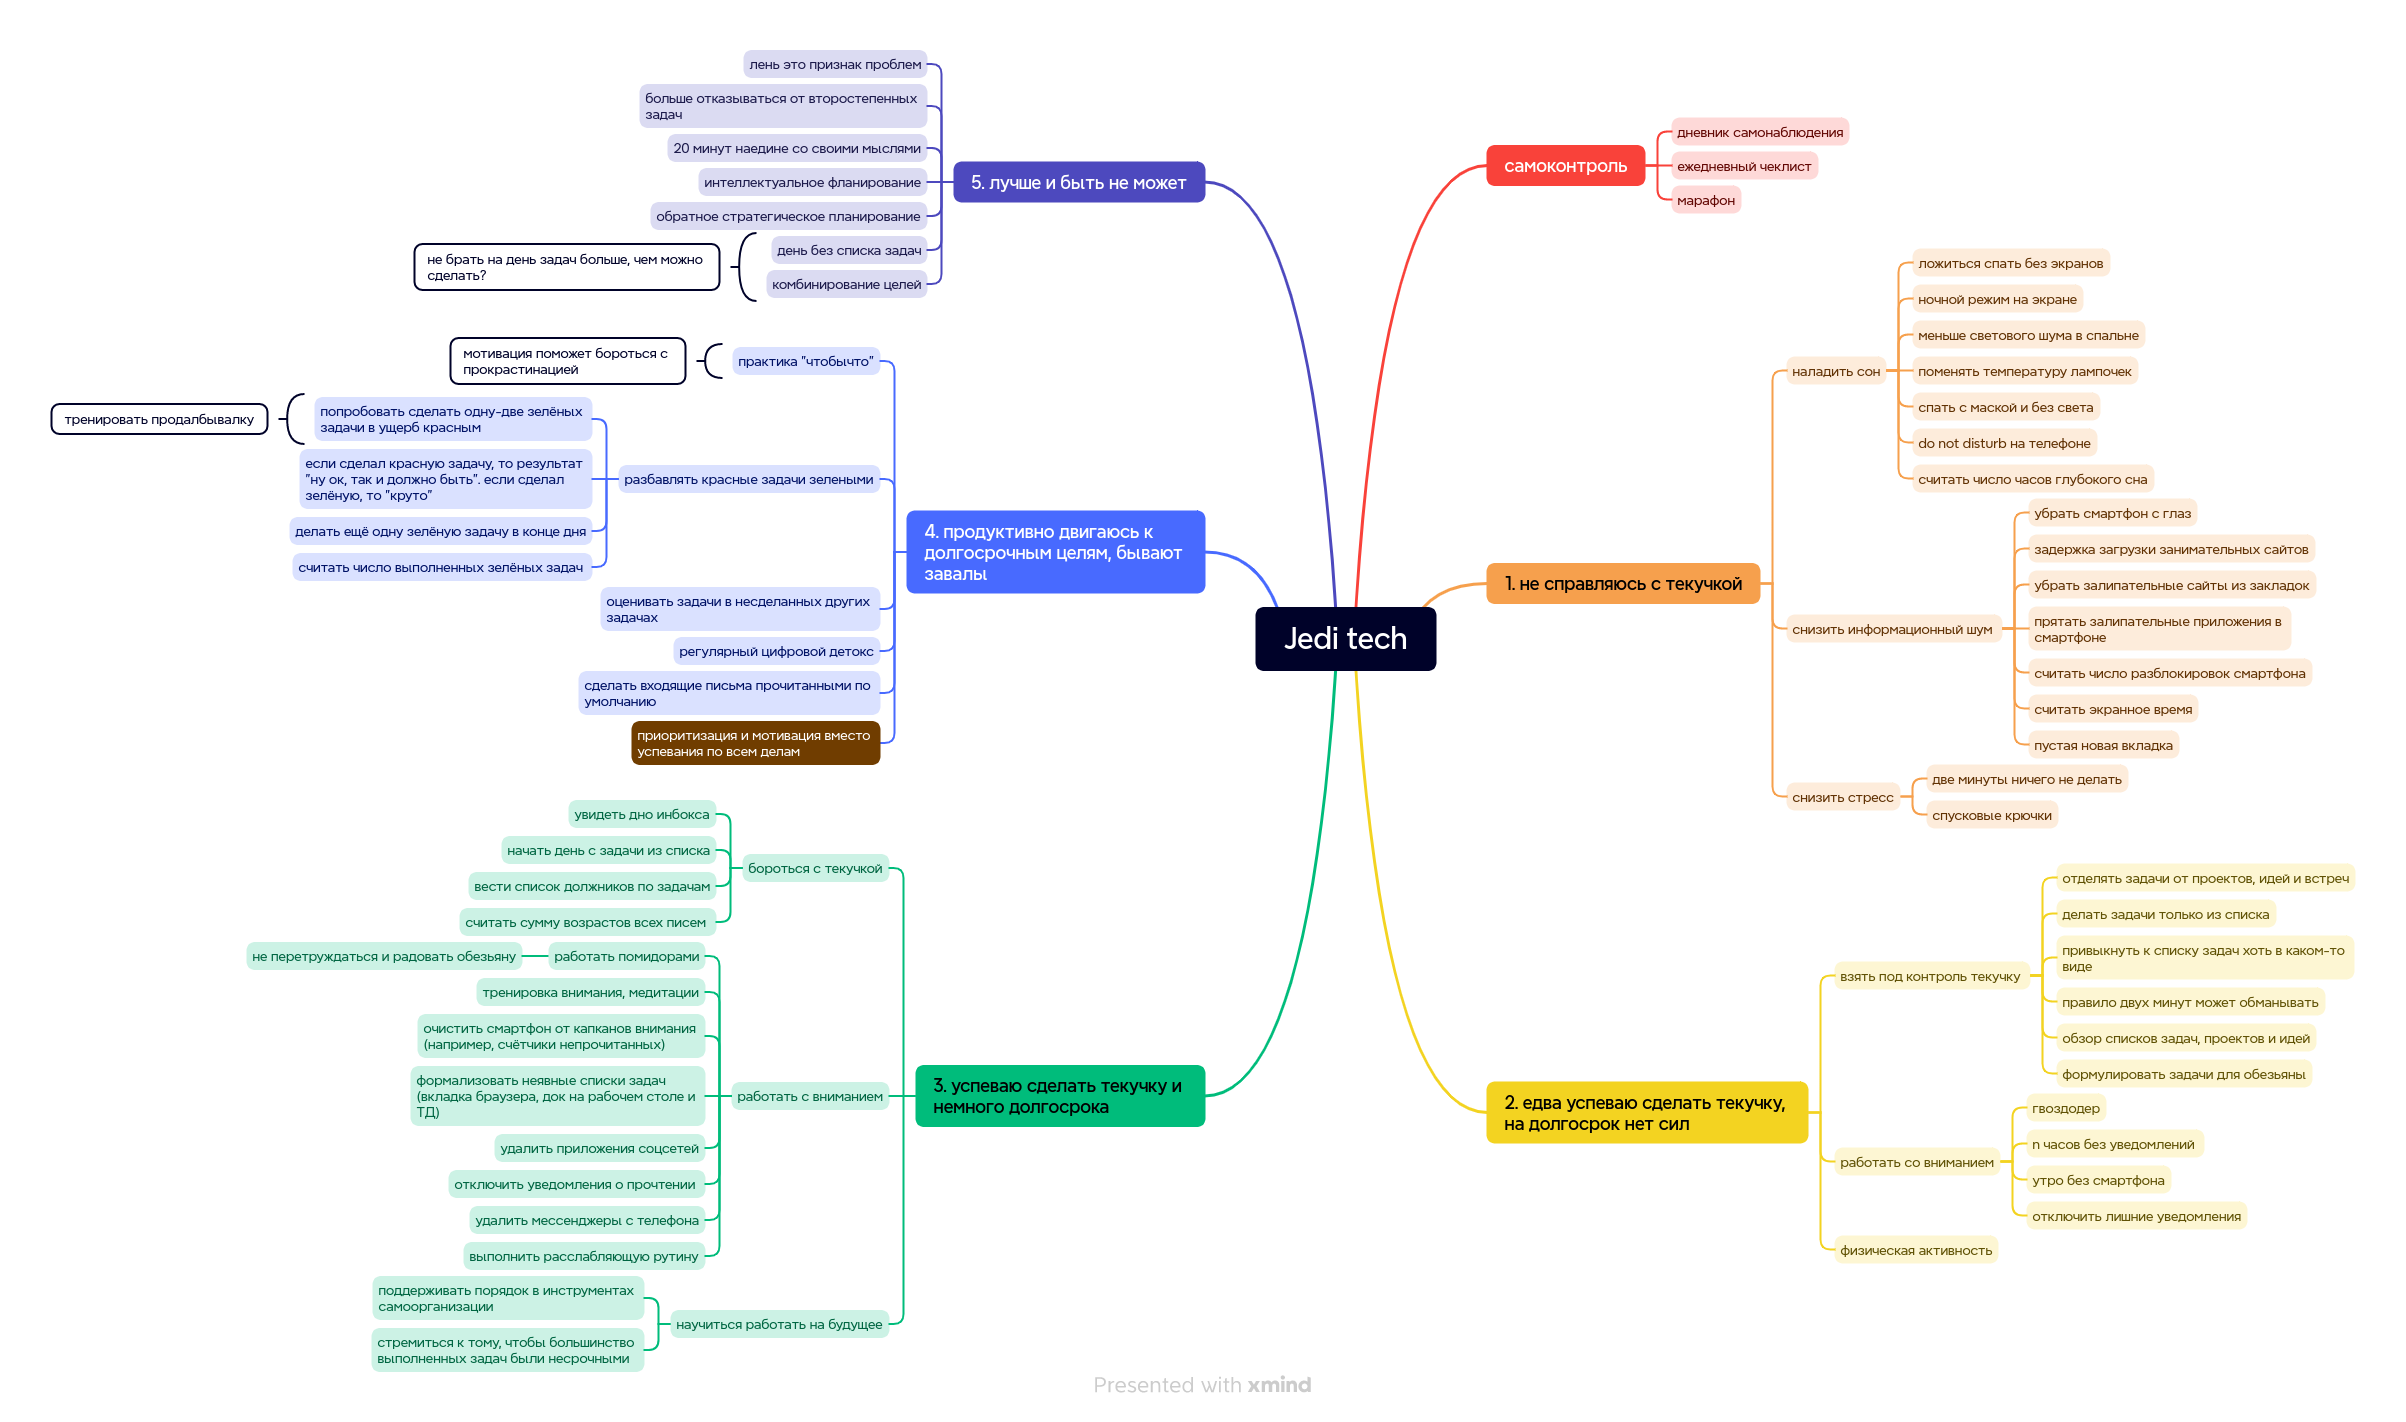 Jedi tech
самоконтроль
дневник самонаблюдения
ежедневный чеклист
марафон
1. не справляюсь с текучкой
наладить сон
ложиться спать без экранов
ночной режим на экране
меньше светового шума в спальне
поменять температуру лампочек
спать с маской и без света
do not disturb на телефоне
считать число часов глубокого сна
снизить информационный шум
убрать смартфон с глаз
задержка загрузки занимательных сайтов
убрать залипательные сайты из закладок
прятать залипательные приложения в
смартфоне
считать число разблокировок смартфона
считать экранное время
пустая новая вкладка
снизить стресс
две минуты ничего не делать
спусковые крючки
2. едва успеваю сделать текучку,
на долгосрок нет сил
взять под контроль текучку
отделять задачи от проектов, идей и встреч
делать задачи только из списка
привыкнуть к списку задач хоть в каком-то
виде
правило двух минут может обманывать
обзор списков задач, проектов и идей
формулировать задачи для обезьяны
работать со вниманием
гвоздодер
n часов без уведомлений
утро без смартфона
отключить лишние уведомления
физическая активность
3. успеваю сделать текучку и
немного долгосрока
бороться с текучкой
увидеть дно инбокса
начать день с задачи из списка
вести список должников по задачам
считать сумму возрастов всех писем
работать с вниманием
работать помидорами
не перетруждаться и радовать обезьяну
тренировка внимания, медитации
очистить смартфон от капканов внимания
(например, счётчики непрочитанных)
формализовать неявные списки задач
(вкладка браузера, док на рабочем столе и
ТД)
удалить приложения соцсетей
отключить уведомления о прочтении
удалить мессенджеры с телефона
выполнить расслабляющую рутину
научиться работать на будущее
поддерживать порядок в инструментах
самоорганизации
стремиться к тому, чтобы большинство
выполненных задач были несрочными
4. продуктивно двигаюсь к
долгосрочным целям, бывают
завалы
практика "чтобычто"
мотивация поможет бороться с
прокрастинацией
разбавлять красные задачи зелеными
попробовать сделать одну-две зелёных
задачи в ущерб красным
тренировать продалбывалку
если сделал красную задачу, то результат
"ну ок, так и должно быть". если сделал
зелёную, то "круто"
делать ещё одну зелёную задачу в конце дня
считать число выполненных зелёных задач
оценивать задачи в несделанных других
задачах
регулярный цифровой детокс
сделать входящие письма прочитанными по
умолчанию
приоритизация и мотивация вместо
успевания по всем делам
5. лучше и быть не может
лень это признак проблем
больше отказываться от второстепенных
задач
20 минут наедине со своими мыслями
интеллектуальное фланирование
обратное стратегическое планирование
день без списка задач
комбинирование целей
не брать на день задач больше, чем можно
сделать?
Presented with xmind